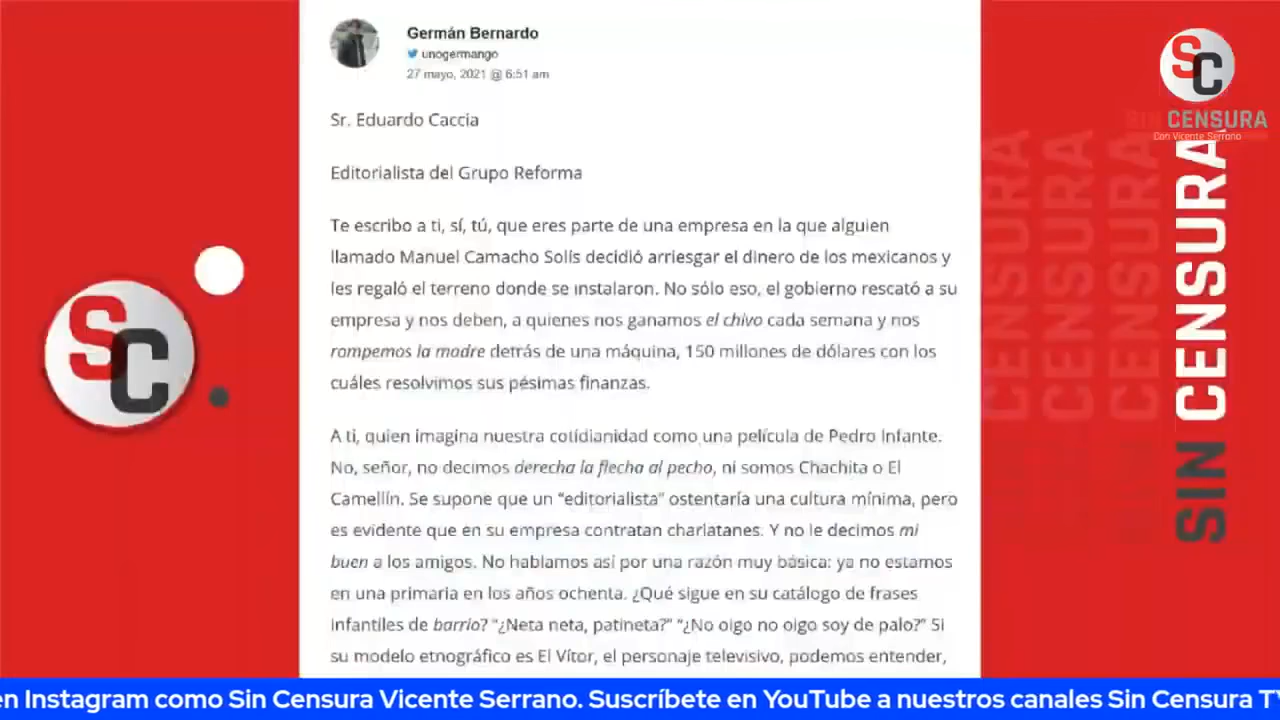 Germán Bernardo
unogermango
27 mayo, 2021 @ 6:51 am
Sr. Eduardo Caccia
Editorialista del Grupo Reforma
Te escribo a ti, sí, tú, que eres parte de una empresa en la que alguien
llamado Manuel Camacho Solís decidió arriesgar el dinero de los mexicanos y
les regaló el terreno donde se instalaron. No sólo eso, el gobierno rescató a su
empresa y nos deben, a quienes nos ganamos el chivo cada semana y nos
rompemos la madre detrás de una máquina, 150 millones de dólares con los
cuáles resolvimos sus pésimas finanzas.
A ti, quien imagina nuestra cotidianidad como una película de Pedro Infante.
No, señor, no decimos derecha la flecha al pecho, ni somos Chachita o El
Camellín. Se supone que un “editorialista” ostentaría una cultura mínima, pero
es evidente que en su empresa contratan charlatanes. Y no le decimos mi
buen a los amigos. No hablamos así por una razón muy básica: ya no estamos
en una primaria en los años ochenta. ¿Qué sigue en su catálogo de frases
infantiles de barrio? “¿Neta neta, patineta?” “¿No oigo no oigo soy de palo?” Si
su modelo etnográfico es El Vítor, el personaje televisivo, podemos entender,
SC
SC
SIN CENSURA
Con Vicente Serrano
SIN CENSURA
en Instagram como Sin Censura Vicente Serrano. Suscríbete en YouTube a nuestros canales Sin Censura TV